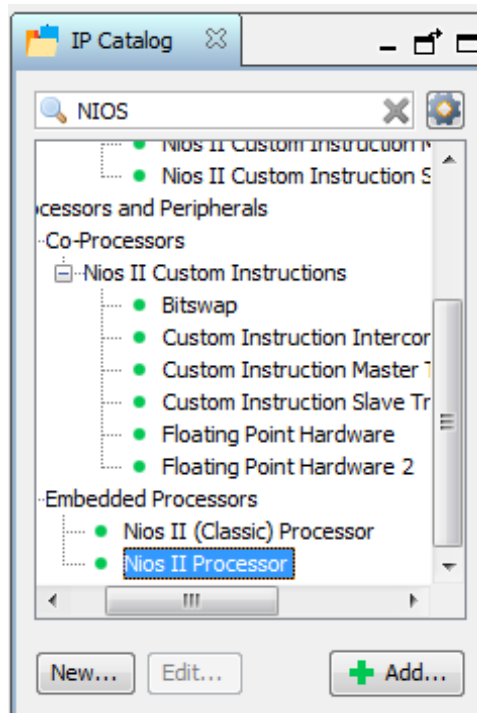 IP Catalog
NIOS
Nios II Custom Instruction M
Nios II Custom Instruction S
cessors and Peripherals
Co-Processors
Nios II Custom Instructions
Bitswap
Custom Instruction Intercor
Custom Instruction Master T
Custom Instruction Slave Tr
Floating Point Hardware
Floating Point Hardware 2
Embedded Processors
Nios II (Classic) Processor
Nios II Processor
New... Edit... Add...